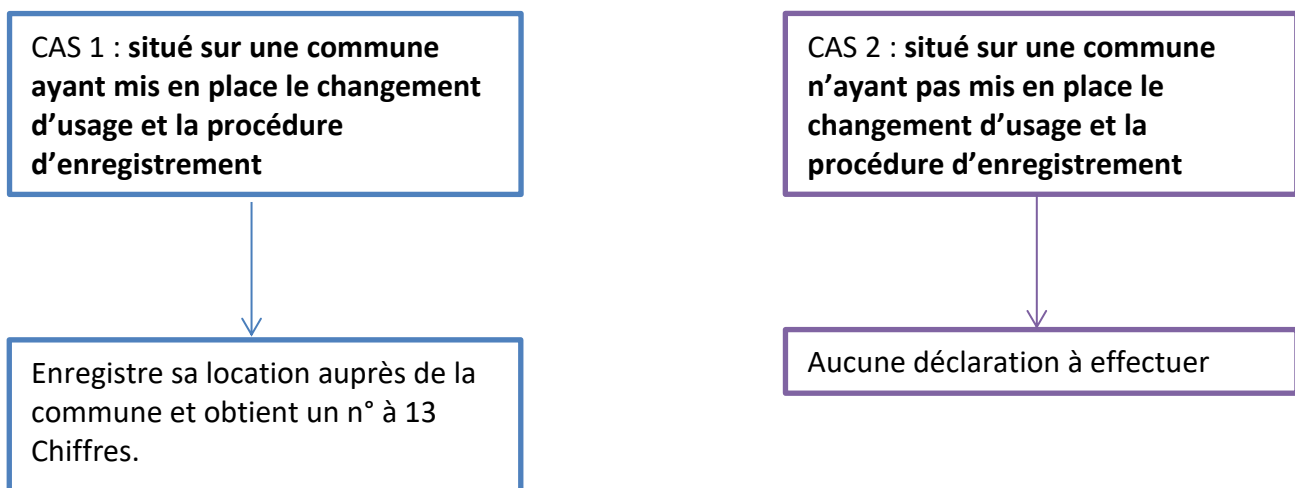 CAS 1 : situé sur une commune
ayant mis en place le changement
d’usage et la procédure
d’enregistrement
CAS 2 : situé sur une commune
n’ayant pas mis en place le
changement d’usage et la
procédure d’enregistrement
Enregistre sa location auprès de la
commune et obtient un n° à 13
Chiffres.
Aucune déclaration à effectuer